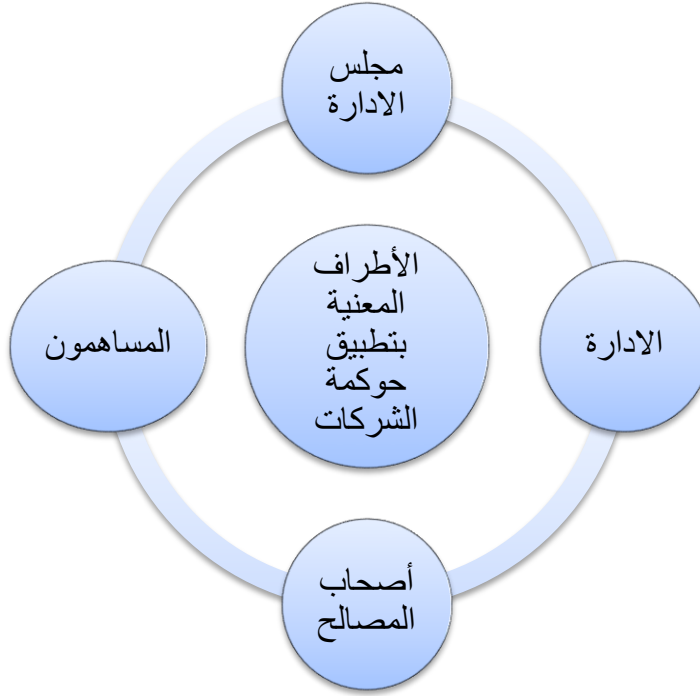 مجلس
الادارة
الأطراف
المعنية
بتطبيق
حوكمة
الشركات
الادارة
المساهمون
أصحاب
المصالح